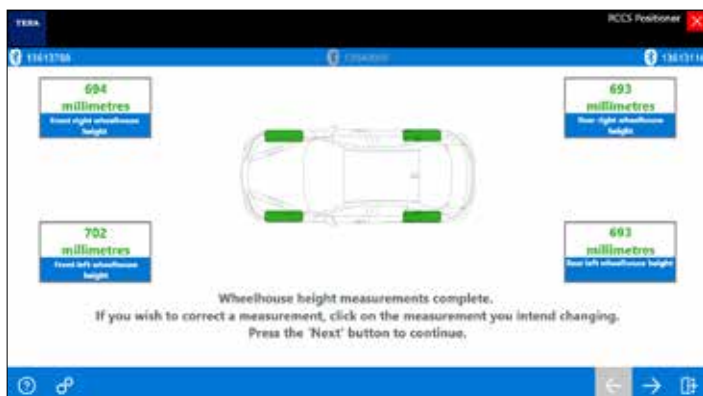 TEXA
RCCS Positioner
694
millimetres
Front right wheelhouse
height
693
millimetres
Rear right wheelhouse
height
702
millimetres
Front left wheelhouse
height
693
millimetres
Rear left wheelhouse height
Wheelhouse height measurements complete.
If you wish to correct a measurement, click on the measurement you intend changing.
Press the 'Next' button to continue.